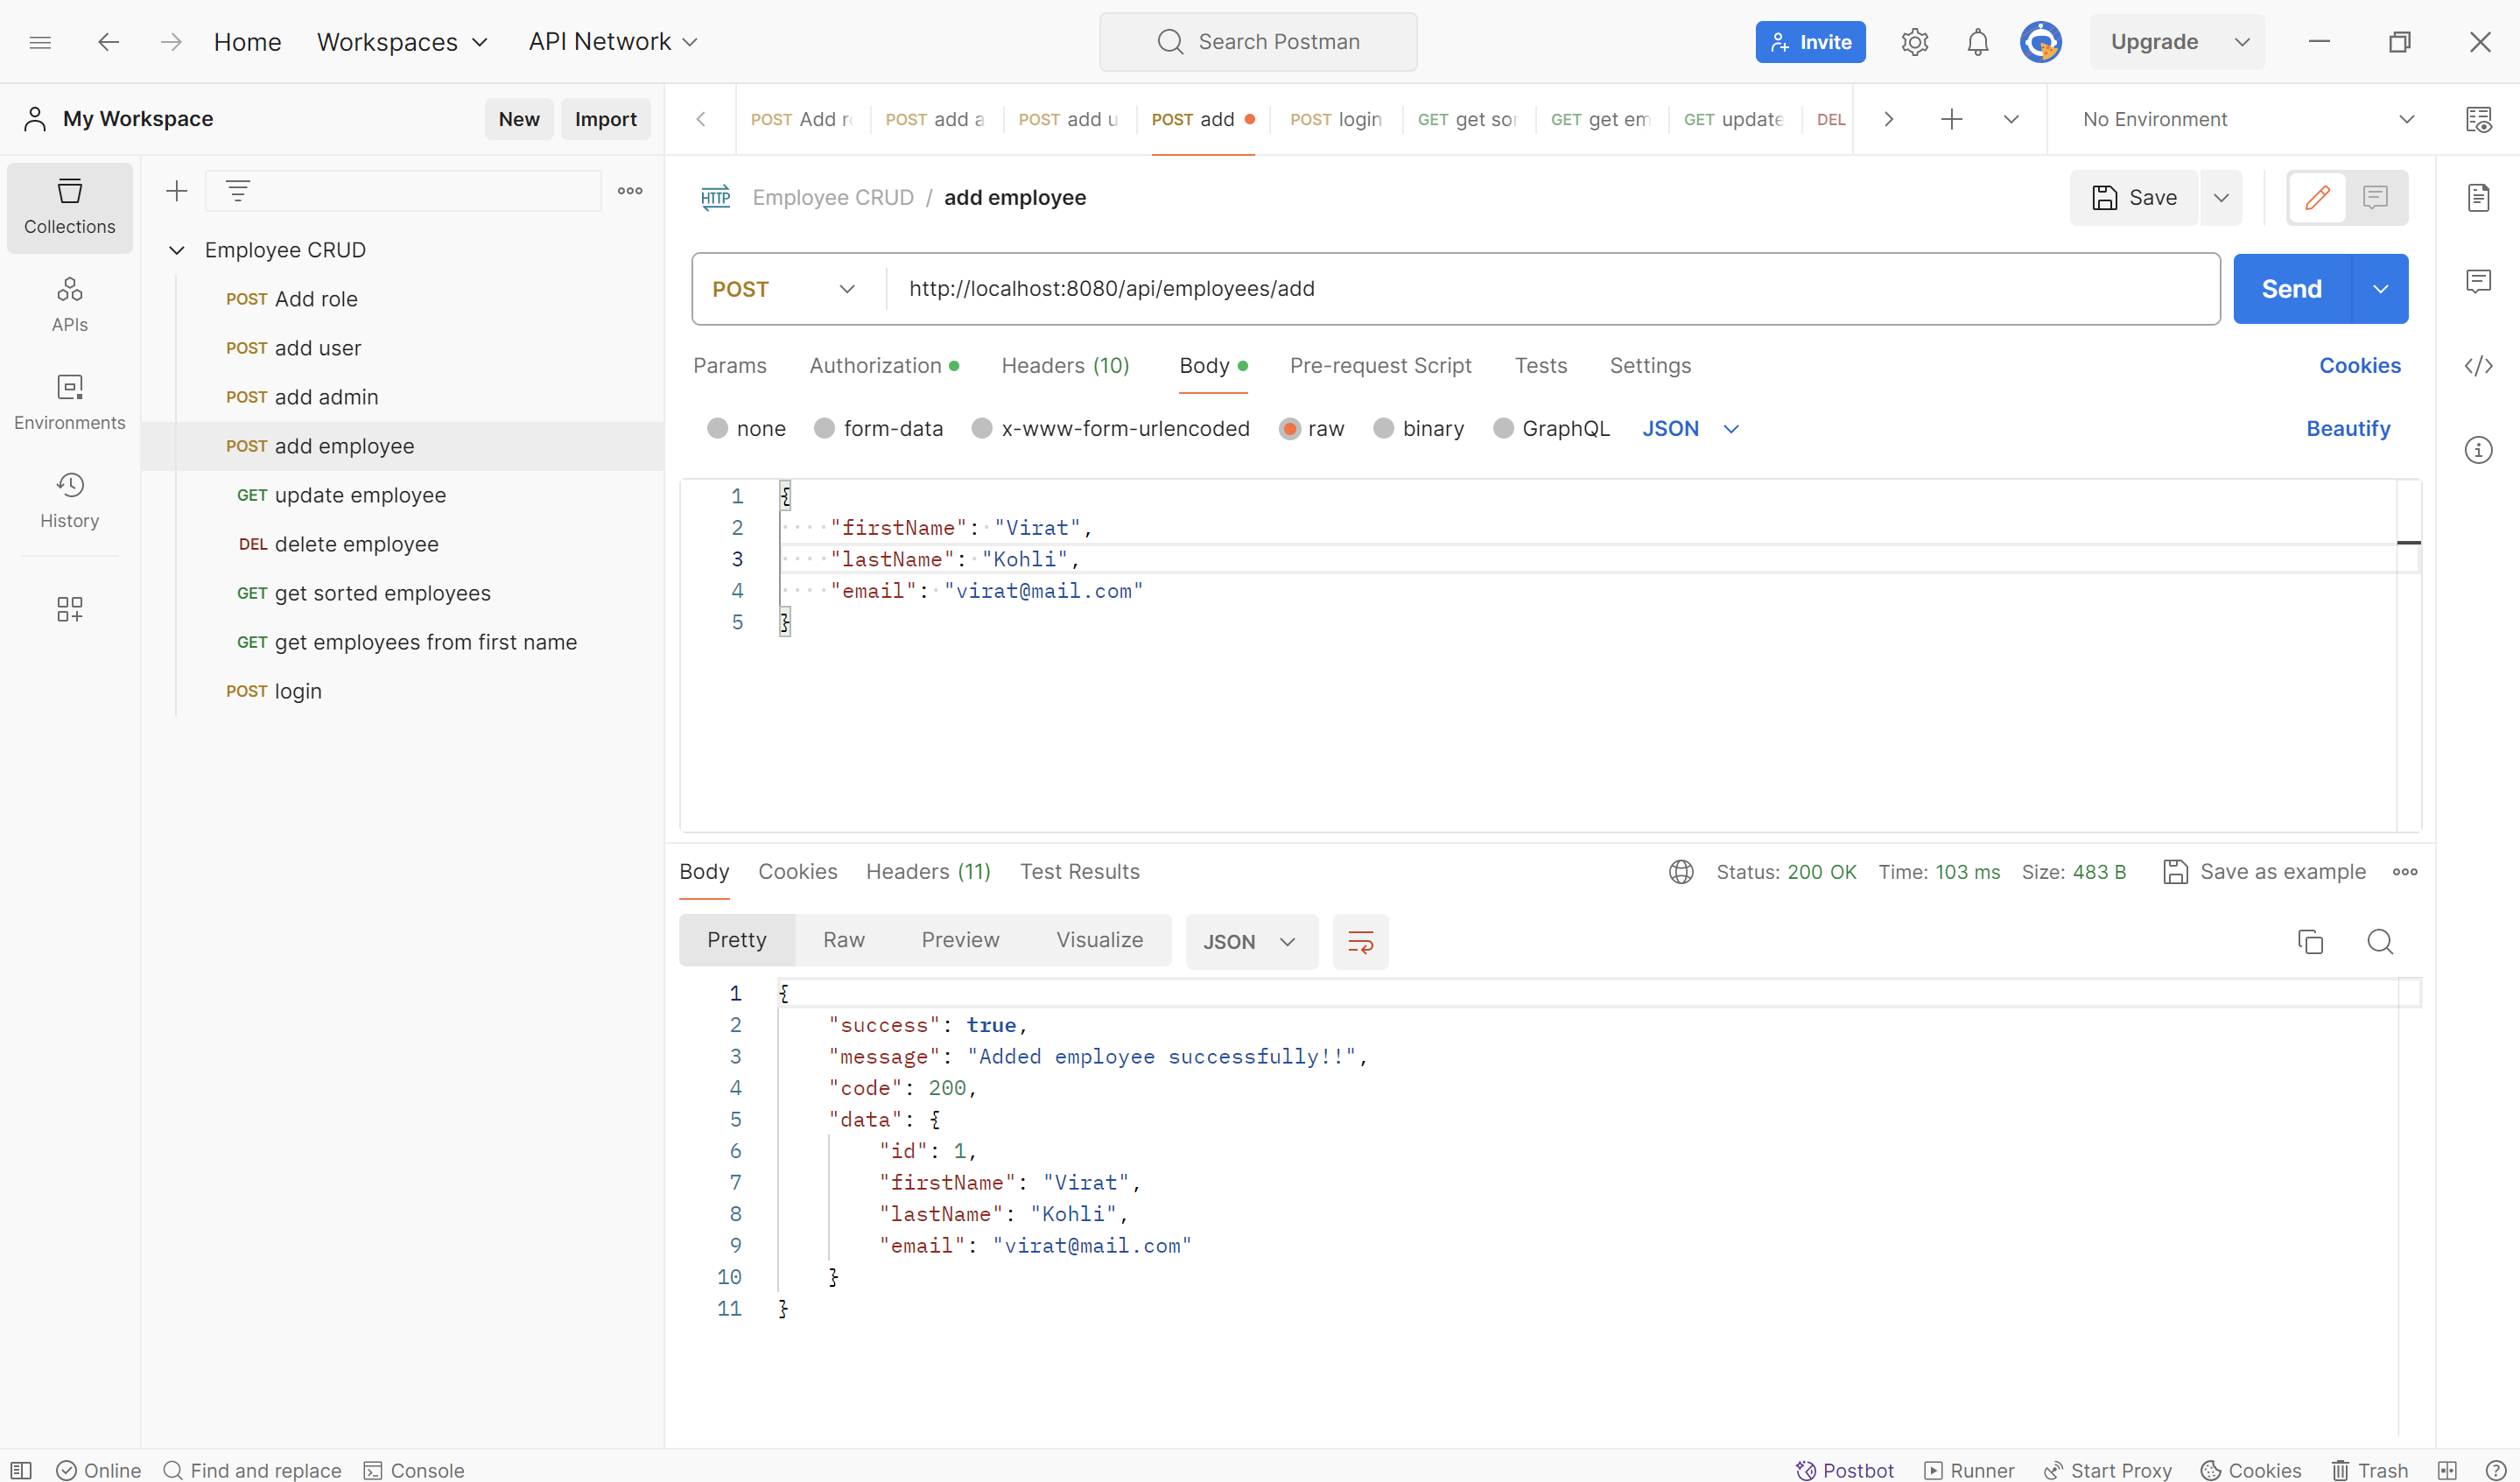 Home Workspaces API Network Search Postman Invite Upgrade
My Workspace New Import
POST Add POST add a POST add POST add POST login GET get GET get em GET update DEL No Environment
Collections
APIs
Environments
History
Employee CRUD
POST Add role
POST add user
POST add admin
POST add employee
GET update employee
DEL delete employee
GET get sorted employees
GET get employees from first name
POST login
HTTP Employee CRUD / add employee Save
POST http://localhost:8080/api/employees/add Send
Params Authorization Headers (10) Body Pre-request Script Tests Settings Cookies
none form-data x-www-form-urlencoded raw binary GraphQL JSON Beautify
1 {
2 "firstName": "Virat",
3 "lastName": "Kohli",
4 "email": "virat@mail.com"
5 }
Body Cookies Headers (11) Test Results Status: 200 OK Time: 103 ms Size: 483 B Save as example
Pretty Raw Preview Visualize JSON
1 {
2 "success": true,
3 "message": "Added employee successfully!!",
4 "code": 200,
5 "data": {
6 "id": 1,
7 "firstName": "Virat",
8 "lastName": "Kohli",
9 "email": "virat@mail.com"
10 }
11 }
Online Find and replace Console Postbot Runner Start Proxy Cookies Trash